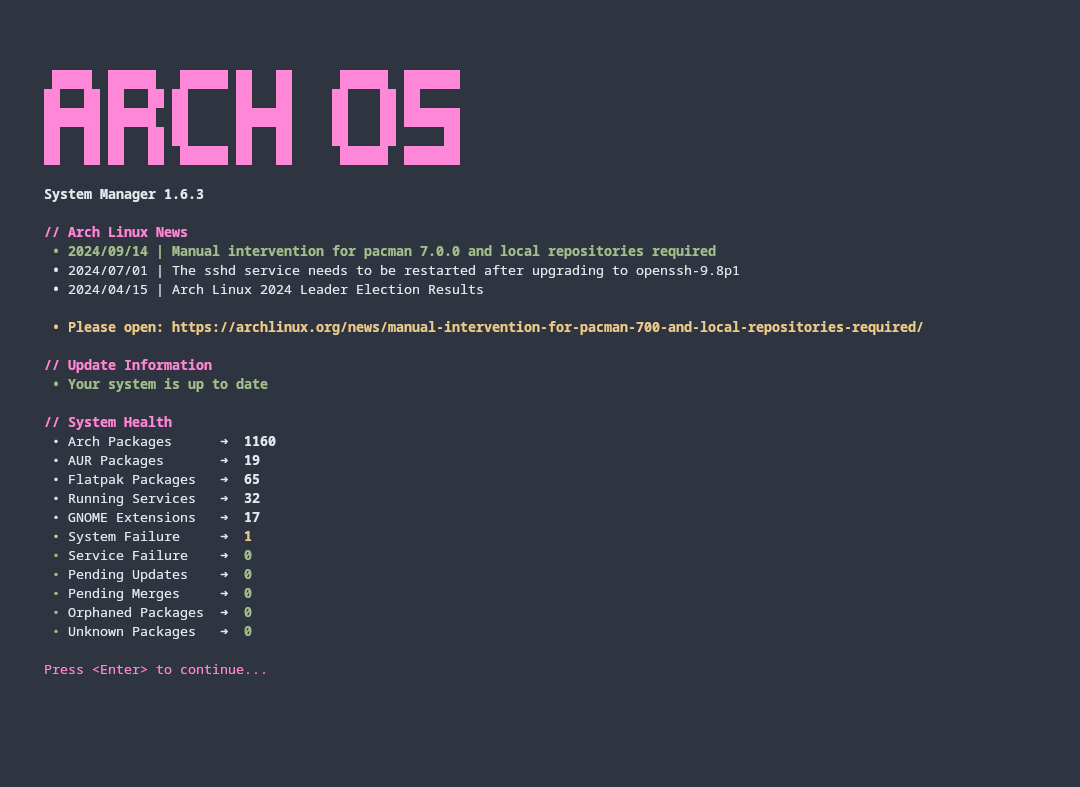 ARCH OS
System Manager 1.6.3
// Arch Linux News
• 2024/09/14 | Manual intervention for pacman 7.0.0 and local repositories required
• 2024/07/01 | The sshd service needs to be restarted after upgrading to openssh-9.8p1
• 2024/04/15 | Arch Linux 2024 Leader Election Results
• Please open: https://archlinux.org/news/manual-intervention-for-pacman-700-and-local-repositories-required/
// Update Information
• Your system is up to date
// System Health
• Arch Packages ➜ 1160
• AUR Packages ➜ 19
• Flatpak Packages ➜ 65
• Running Services ➜ 32
• GNOME Extensions ➜ 17
• System Failure ➜ 1
• Service Failure ➜ 0
• Pending Updates ➜ 0
• Pending Merges ➜ 0
• Orphaned Packages ➜ 0
• Unknown Packages ➜ 0
Press <Enter> to continue...